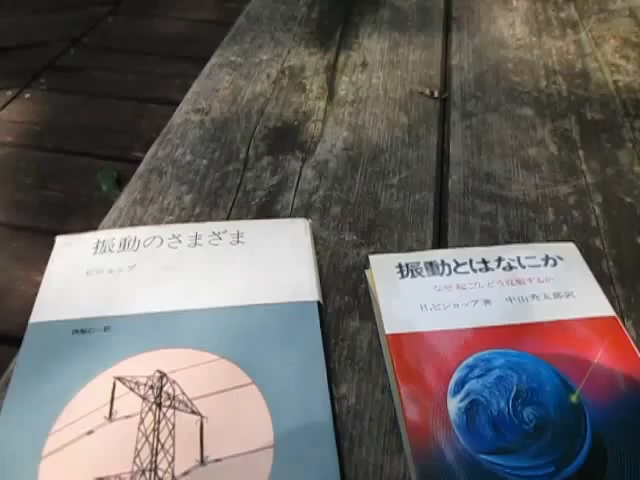 振動のさまざま
ビショップ
振動とはなにか
なぜ起こり、どう克服するか
R.ビショップ 著 中山秀太郎訳